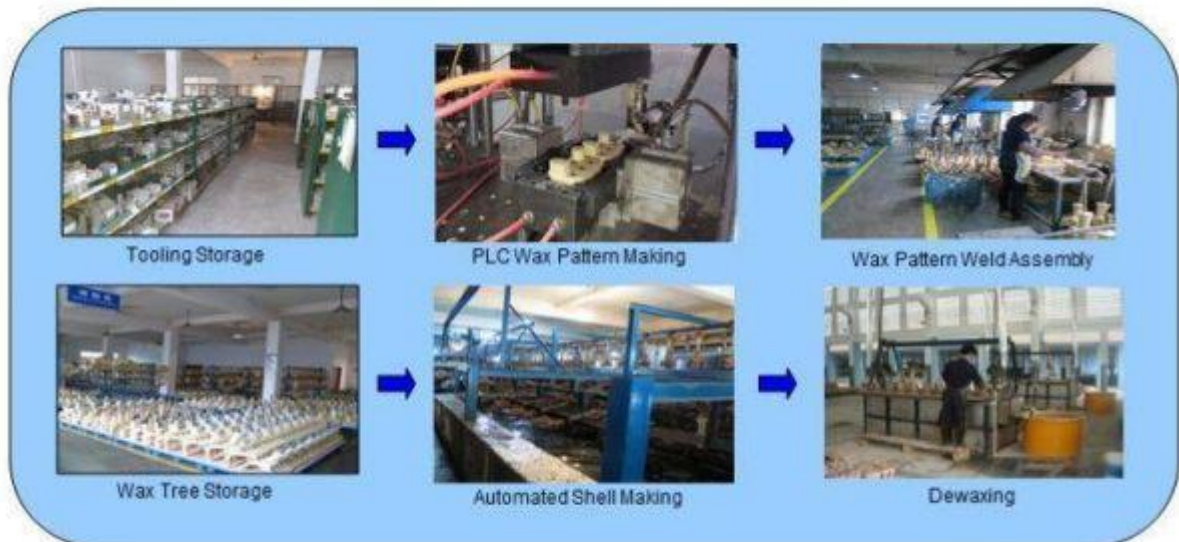 Tooling Storage
PLC Wax Pattern Making
Wax Pattern Weld Assembly
Wax Tree Storage
Automated Shell Making
Dewaxing